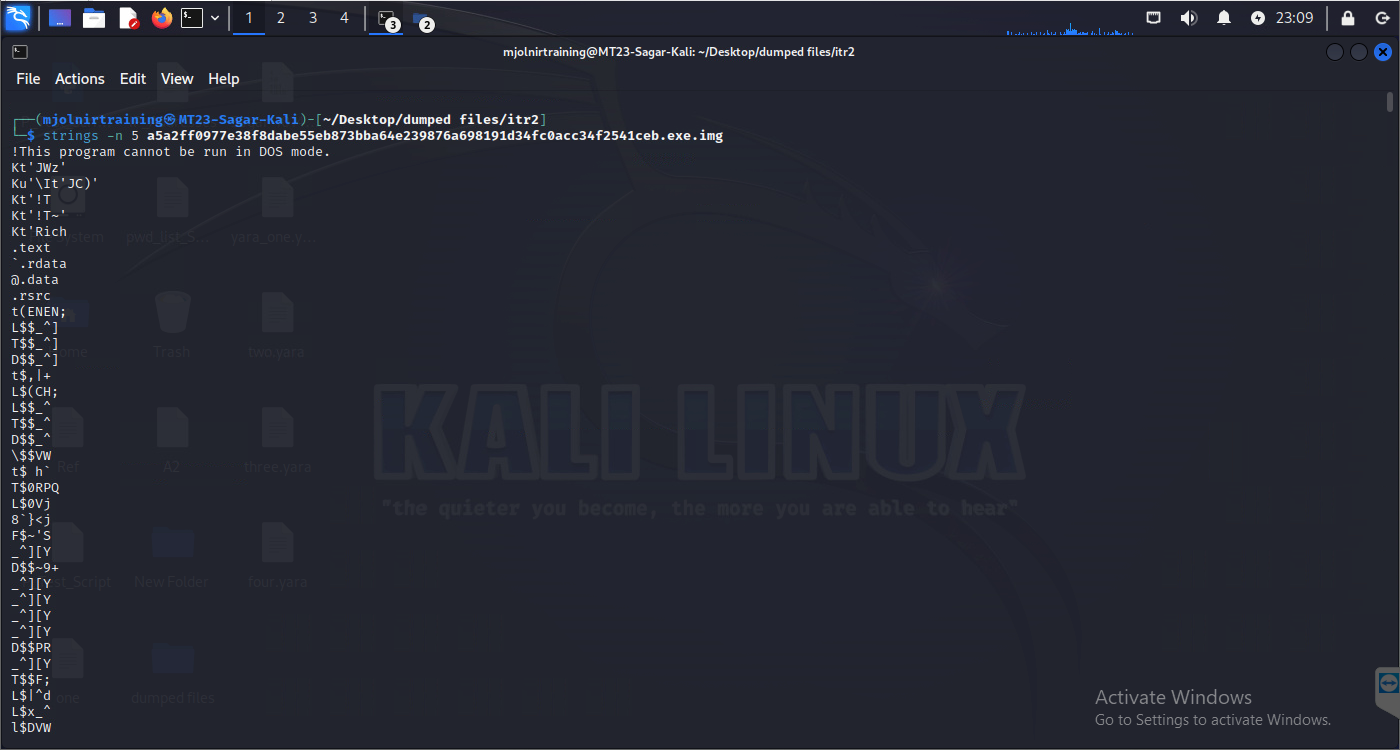 1 2 3 4 3 2 23:09
mjolnirtraining@MT23-Sagar-Kali: ~/Desktop/dumped files/itr2
File Actions Edit View Help
┌──(mjolnirtraining㉿MT23-Sagar-Kali)-[~/Desktop/dumped files/itr2]
└─$ strings -n 5 a5a2ff0977e38f8dabe55eb873bba64e239876a698191d34fc0acc34f2541ceb.exe.img
!This program cannot be run in DOS mode.
Kt'JWz'
Ku'\It'JC)'
Kt'!T
Kt'!T~'
Kt'Rich
.text
`.rdata
@.data
.rsrc
t(ENEN;
L$$_^]
T$$_^]
D$$_^]
t$,|+
L$(CH;
L$$_^
T$$_^
D$$_^
\$$VW
t$ h`
T$0RPQ
L$0Vj
8`}<j
F$~'S
_^][Y
D$$~9+
_^][Y
_^][Y
_^][Y
_^][Y
D$$PR
_^][Y
T$$F;
L$|^d
L$x_^
l$DVW
pwd_list_S... yara_one.y...
Trash two.yara
Ref A2 three.yara
New Folder four.yara
one dumped files
KALI LINUX
"the quieter you become, the more you are able to hear"
Activate Windows
Go to Settings to activate Windows.